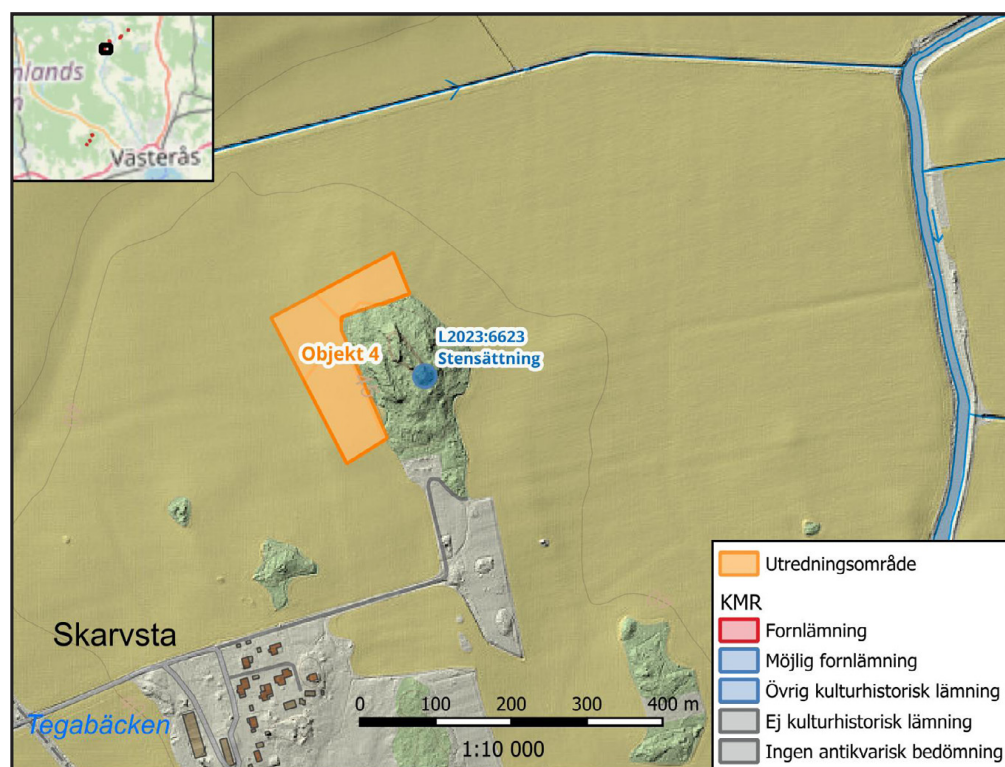 nlands
n
Västerås
L2023:6623
Stensättning
Objekt 4
Skarvsta
Tegabäcken
0 100 200 300 400 m
1:10 000
Utredningsområde
KMR
Fornlämning
Möjlig fornlämning
Övrig kulturhistorisk lämning
Ej kulturhistorisk lämning
Ingen antikvarisk bedömning